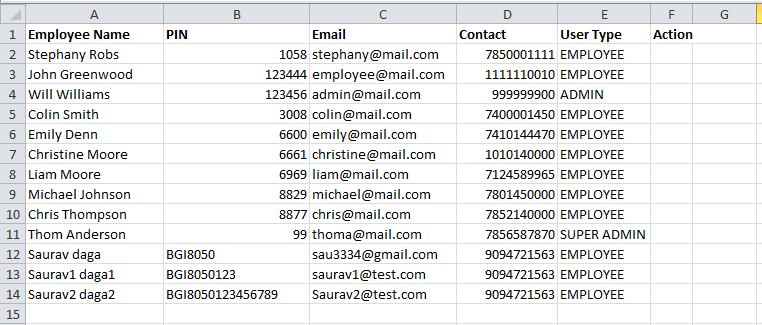 A B C D E F G
1 Employee Name PIN Email Contact User Type Action
2 Stephany Robs 1058 stephany@mail.com 7850001111 EMPLOYEE
3 John Greenwood 123444 employee@mail.com 1111110010 EMPLOYEE
4 Will Williams 123456 admin@mail.com 999999900 ADMIN
5 Colin Smith 3008 colin@mail.com 7400001450 EMPLOYEE
6 Emily Denn 6600 emily@mail.com 7410144470 EMPLOYEE
7 Christine Moore 6661 christine@mail.com 1010140000 EMPLOYEE
8 Liam Moore 6969 liam@mail.com 7124589965 EMPLOYEE
9 Michael Johnson 8829 michael@mail.com 7801450000 EMPLOYEE
10 Chris Thompson 8877 chris@mail.com 7852140000 EMPLOYEE
11 Thom Anderson 99 thoma@mail.com 7856587870 SUPER ADMIN
12 Saurav daga BGI8050 sau3334@gmail.com 9094721563 EMPLOYEE
13 Saurav1 daga1 BGI8050123 saurav1@test.com 9094721563 EMPLOYEE
14 Saurav2 daga2 BGI8050123456789 Saurav2@test.com 9094721563 EMPLOYEE
15